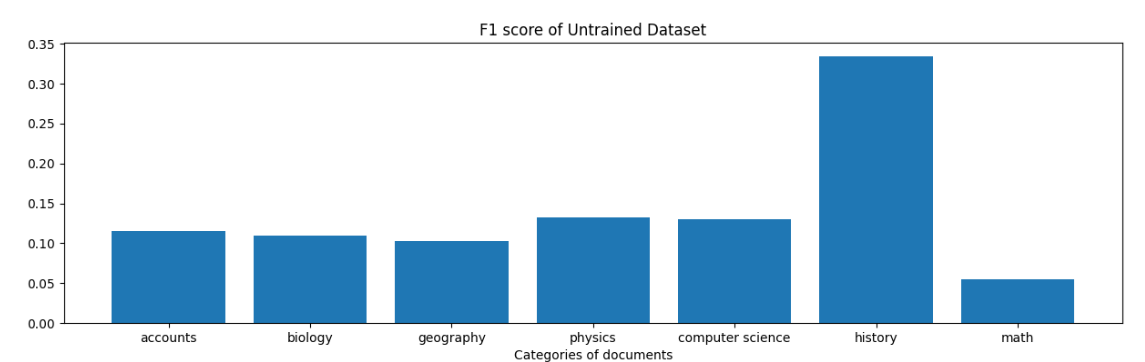 F1 score of Untrained Dataset
0.35
0.30
0.25
0.20
0.15
0.10
0.05
0.00
accounts biology geography physics computer science history math
Categories of documents